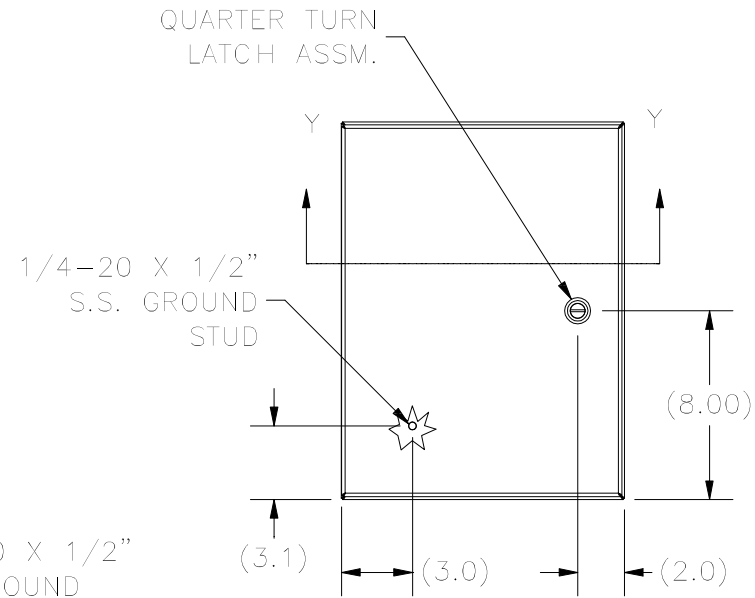 QUARTER TURN
LATCH ASSM.
Y
Y
1/4-20 X 1/2”
S.S. GROUND
STUD
(8.00)
(3.1)
(3.0)
(2.0)
X 1/2”